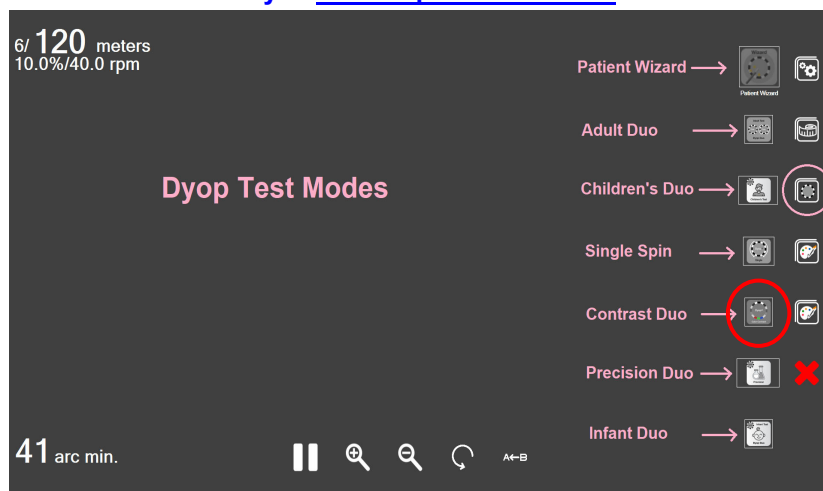 6/ 120 meters
10.0%/40.0 rpm
Patient Wizard
Patient Wizard
Adult Duo
Dyop Test Modes
Children's Duo
Single Spin
Contrast Duo
Precision Duo
Infant Duo
41 arc min.
A←B